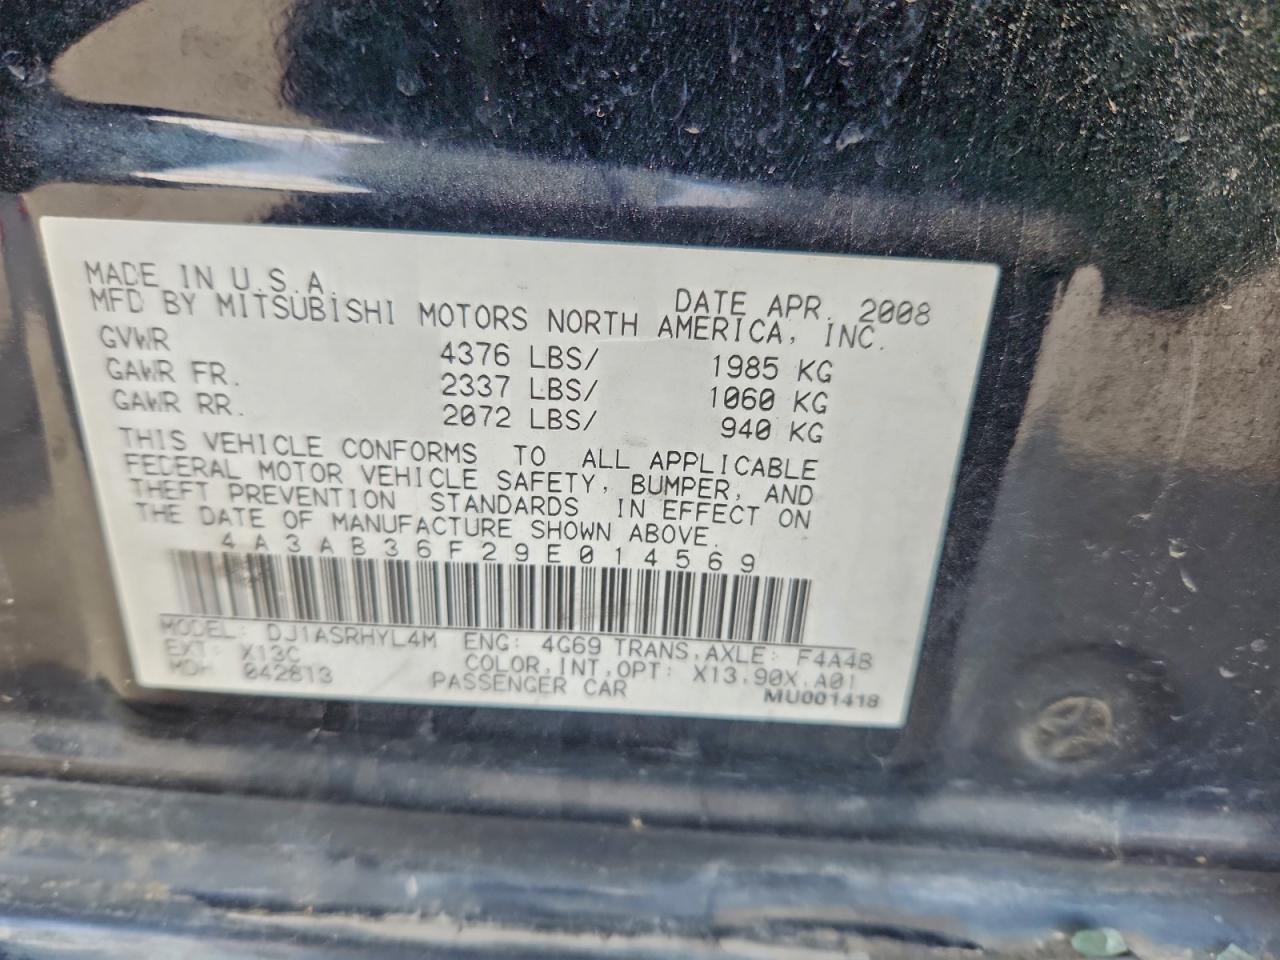 MADE IN U.S.A. DATE APR. 2008
MFD BY MITSUBISHI MOTORS NORTH AMERICA, INC.
GVWR 4376 LBS/ 1985 KG
GAWR FR. 2337 LBS/ 1060 KG
GAWR RR. 2072 LBS/ 940 KG
THIS VEHICLE CONFORMS TO ALL APPLICABLE
FEDERAL MOTOR VEHICLE SAFETY, BUMPER, AND
THEFT PREVENTION STANDARDS IN EFFECT ON
THE DATE OF MANUFACTURE SHOWN ABOVE.
4A3AB36F29E014569
MODEL: DJ1ASRHYL4M ENG: 4G69 TRANS,AXLE: F4A4B
EXT: X13C COLOR,INT,OPT: X13.90X.A01
MDH 042813 PASSENGER CAR MU001418